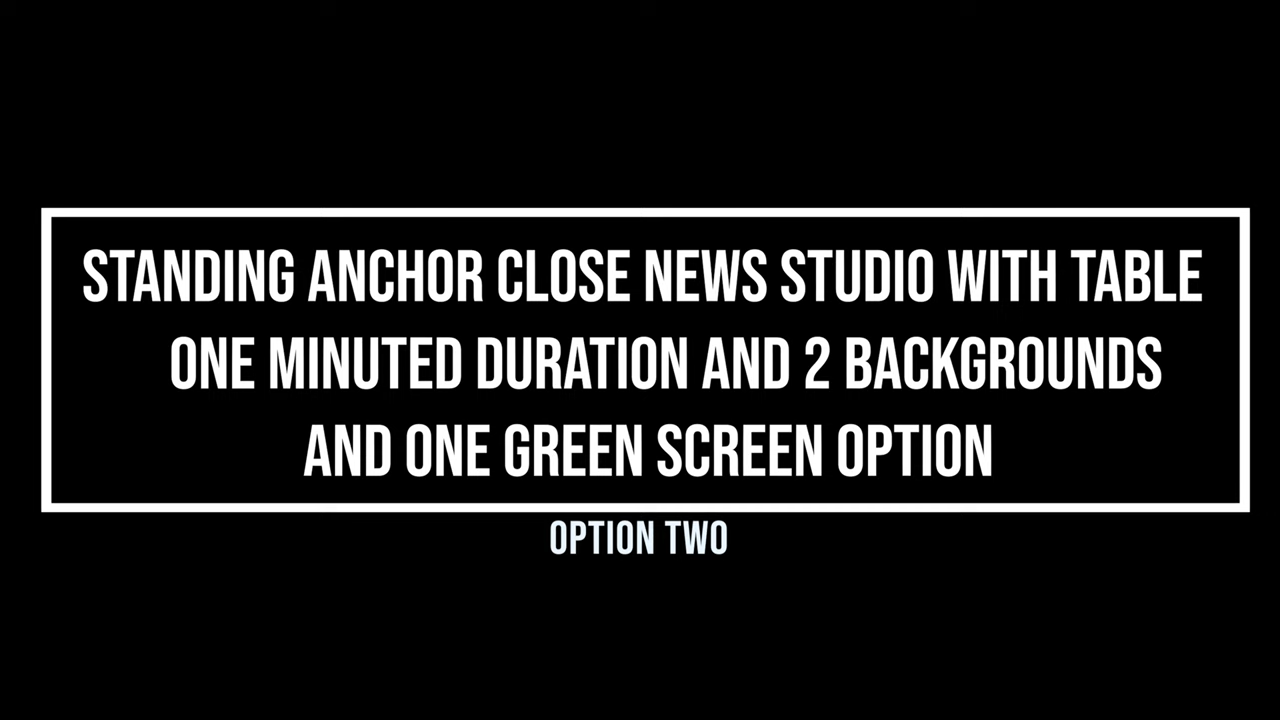 STANDING ANCHOR CLOSE NEWS STUDIO WITH TABLE
ONE MINUTED DURATION AND 2 BACKGROUNDS
AND ONE GREEN SCREEN OPTION
OPTION TWO